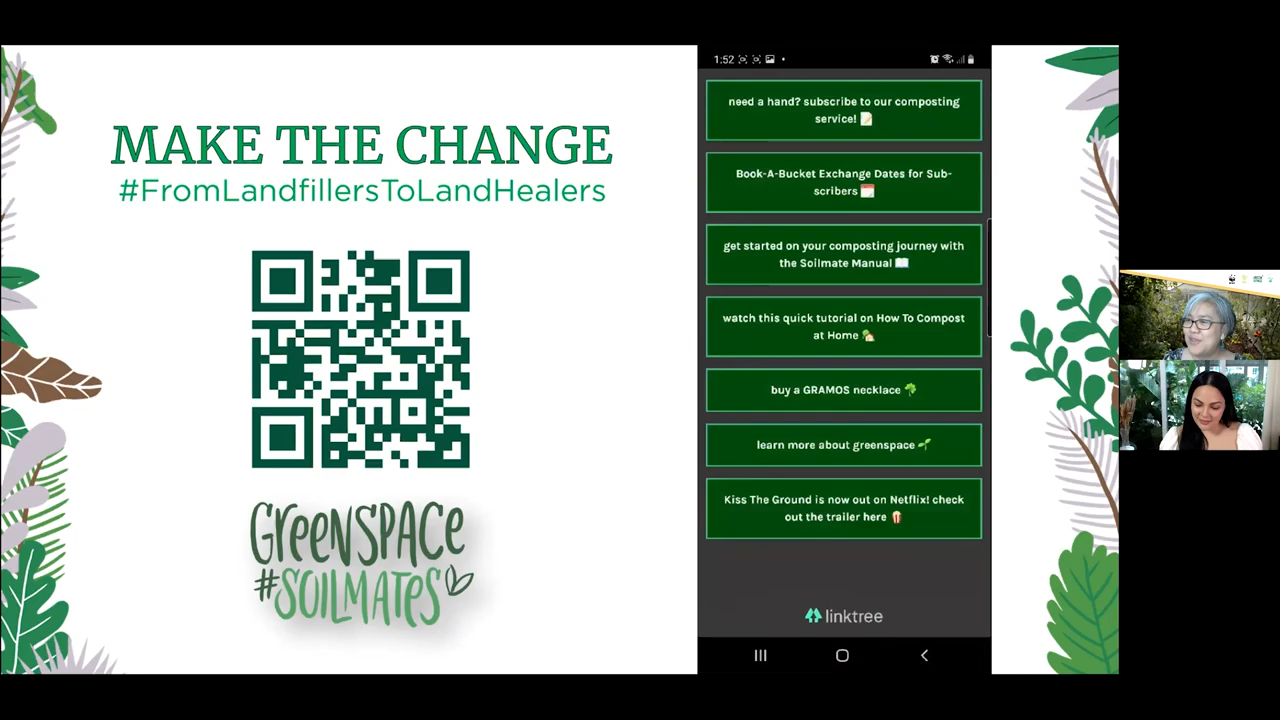 MAKE THE CHANGE
#FromLandfillersToLandHealers
GREENSPACE
#SOILMATES
1:52
need a hand? subscribe to our composting
service!
Book-A-Bucket Exchange Dates for Sub-
scribers
get started on your composting journey with
the Soilmate Manual
watch this quick tutorial on How To Compost
at Home
buy a GRAMOS necklace
learn more about greenspace
Kiss The Ground is now out on Netflix! check
out the trailer here
linktree